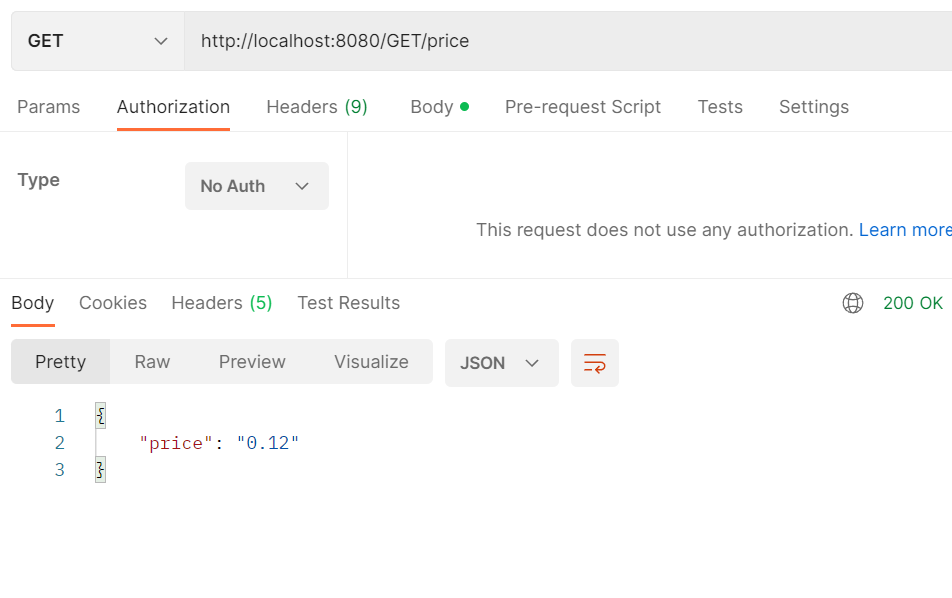 GET http://localhost:8080/GET/price
Params Authorization Headers (9) Body Pre-request Script Tests Settings
Type No Auth
This request does not use any authorization. Learn more
Body Cookies Headers (5) Test Results 200 OK
Pretty Raw Preview Visualize JSON
1 {
2 "price": "0.12"
3 }